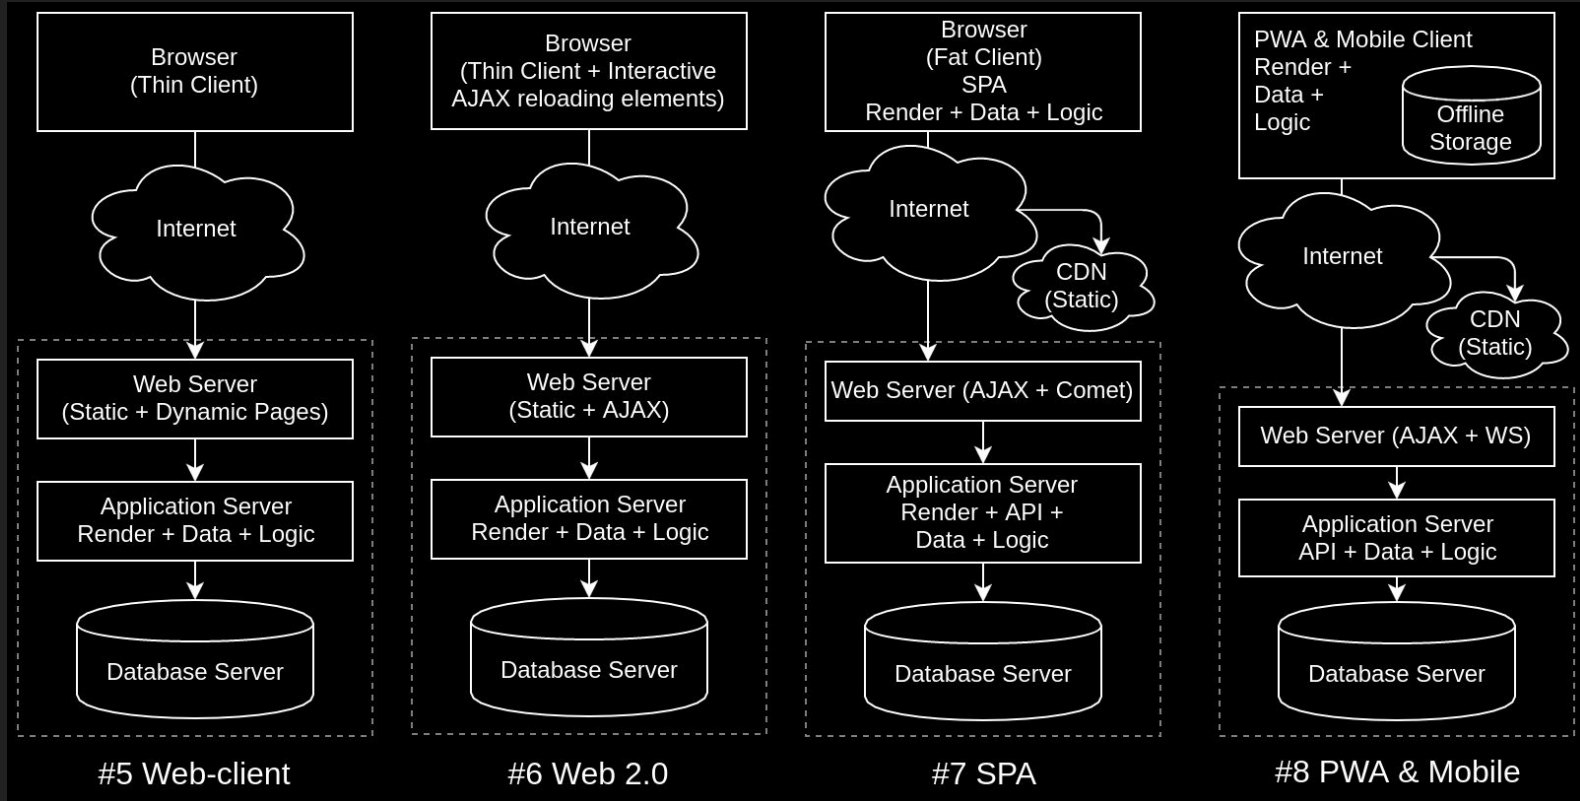 Browser
(Thin Client)
Internet
Web Server
(Static + Dynamic Pages)
Application Server
Render + Data + Logic
Database Server
#5 Web-client
Browser
(Thin Client + Interactive
AJAX reloading elements)
Internet
Web Server
(Static + AJAX)
Application Server
Render + Data + Logic
Database Server
#6 Web 2.0
Browser
(Fat Client)
SPA
Render + Data + Logic
Internet
CDN
(Static)
Web Server (AJAX + Comet)
Application Server
Render + API +
Data + Logic
Database Server
#7 SPA
PWA & Mobile Client
Render +
Data +
Logic
Offline
Storage
Internet
CDN
(Static)
Web Server (AJAX + WS)
Application Server
API + Data + Logic
Database Server
#8 PWA & Mobile